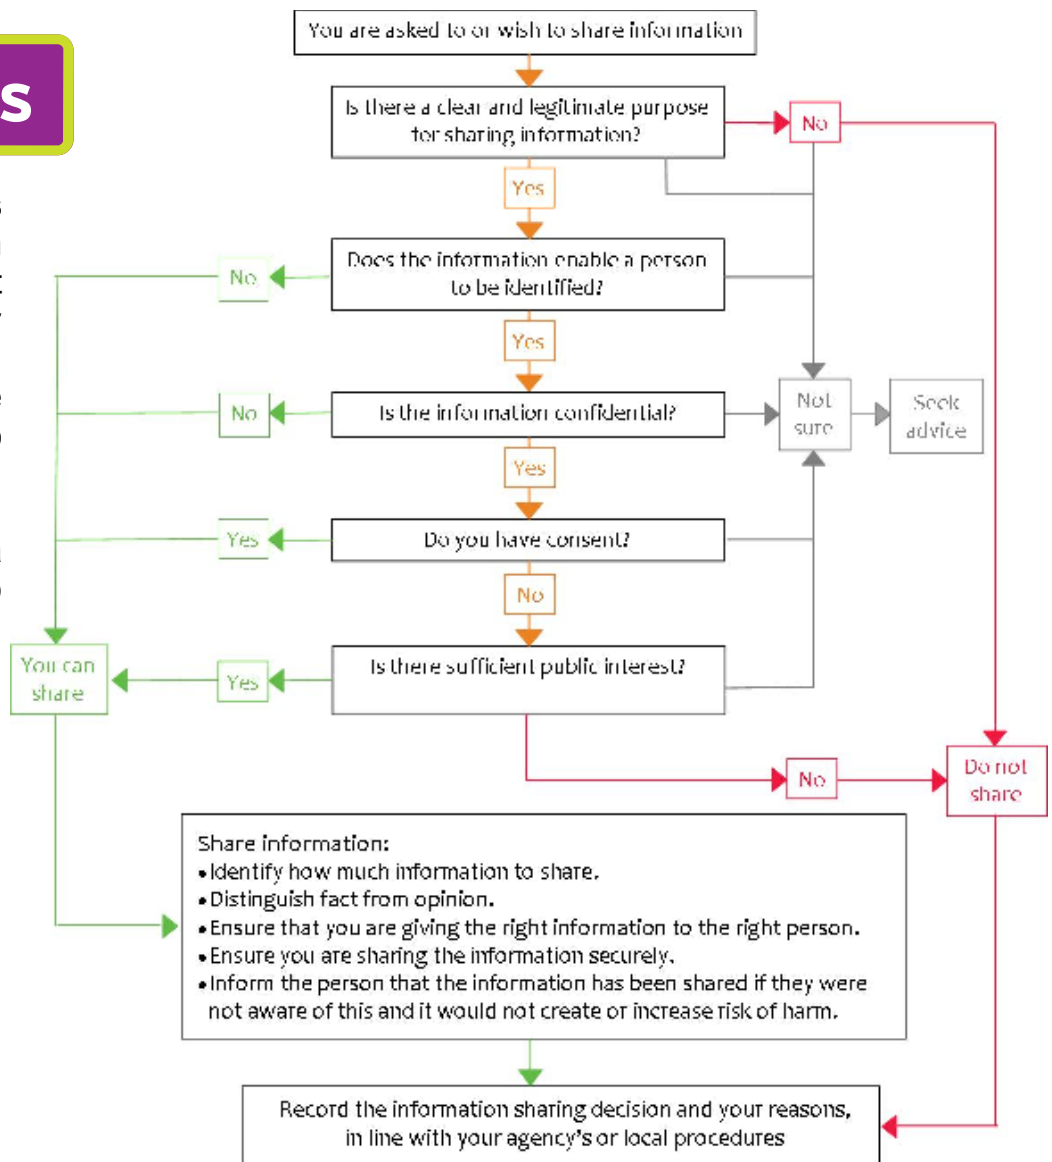 You are asked to or wish to share information
s
Is there a clear and legitimate purpose
for sharing information?
No
Yes
Does the information enable a person
to be identified?
No
Yes
Is the information confidential?
No
Not
sure
Seek
advice
Yes
Do you have consent?
Yes
No
Is there sufficient public interest?
You can
share
Yes
No
Do not
share
Share information:
•Identify how much information to share.
•Distinguish fact from opinion.
•Ensure that you are giving the right information to the right person.
•Ensure you are sharing the information securely.
•Inform the person that the information has been shared if they were
not aware of this and it would not create or increase risk of harm.
Record the information sharing decision and your reasons,
in line with your agency's or local procedures